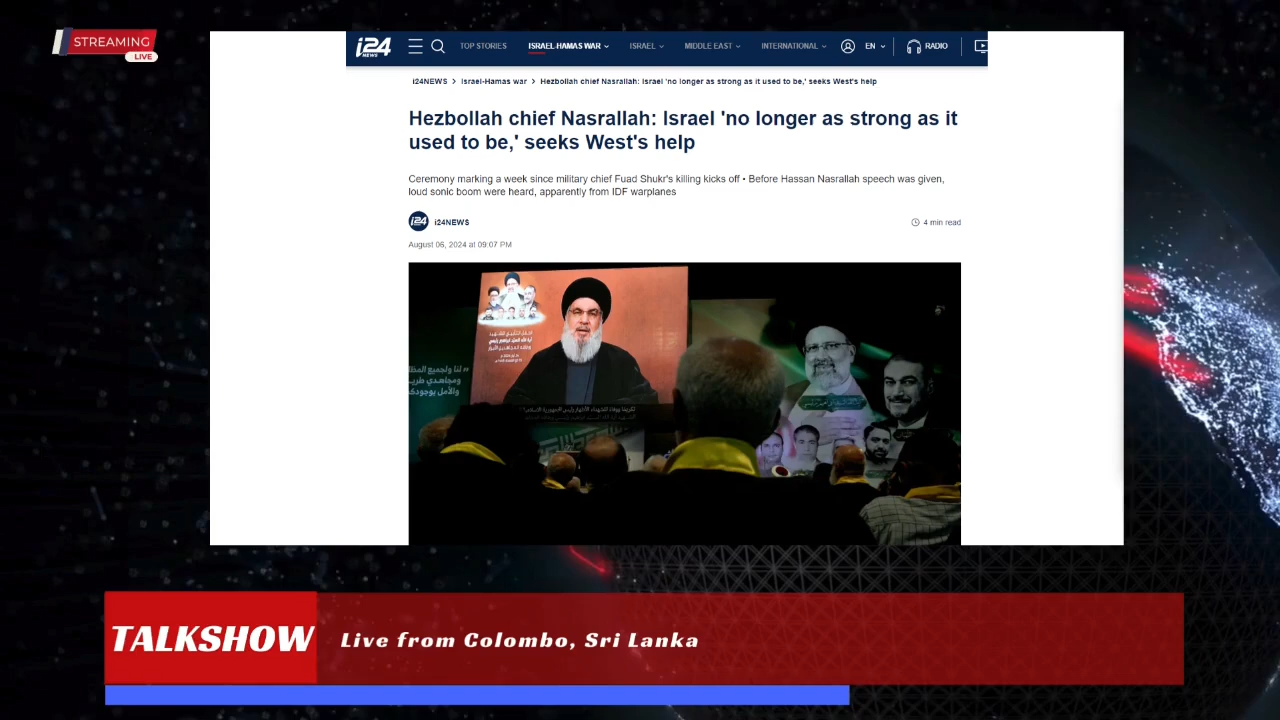 STREAMING
LIVE
i24
NEWS
TOP STORIES
ISRAEL-HAMAS WAR
ISRAEL
MIDDLE EAST
INTERNATIONAL
EN
RADIO
i24NEWS > Israel-Hamas war > Hezbollah chief Nasrallah: Israel 'no longer as strong as it used to be,' seeks West's help
Hezbollah chief Nasrallah: Israel 'no longer as strong as it
used to be,' seeks West's help
Ceremony marking a week since military chief Fuad Shukr's killing kicks off • Before Hassan Nasrallah speech was given,
loud sonic boom were heard, apparently from IDF warplanes
i24
i24NEWS
4 min read
August 06, 2024 at 09:07 PM
TALKSHOW
Live from Colombo, Sri Lanka